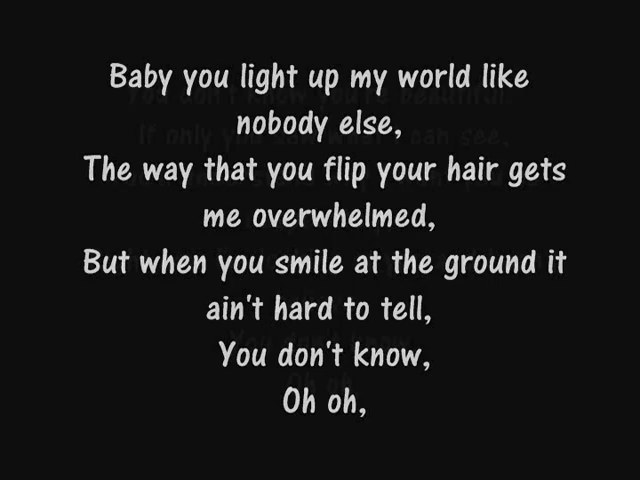 Baby you light up my world like
nobody else,
The way that you flip your hair gets
me overwhelmed,
But when you smile at the ground it
ain't hard to tell,
You don't know,
Oh oh,